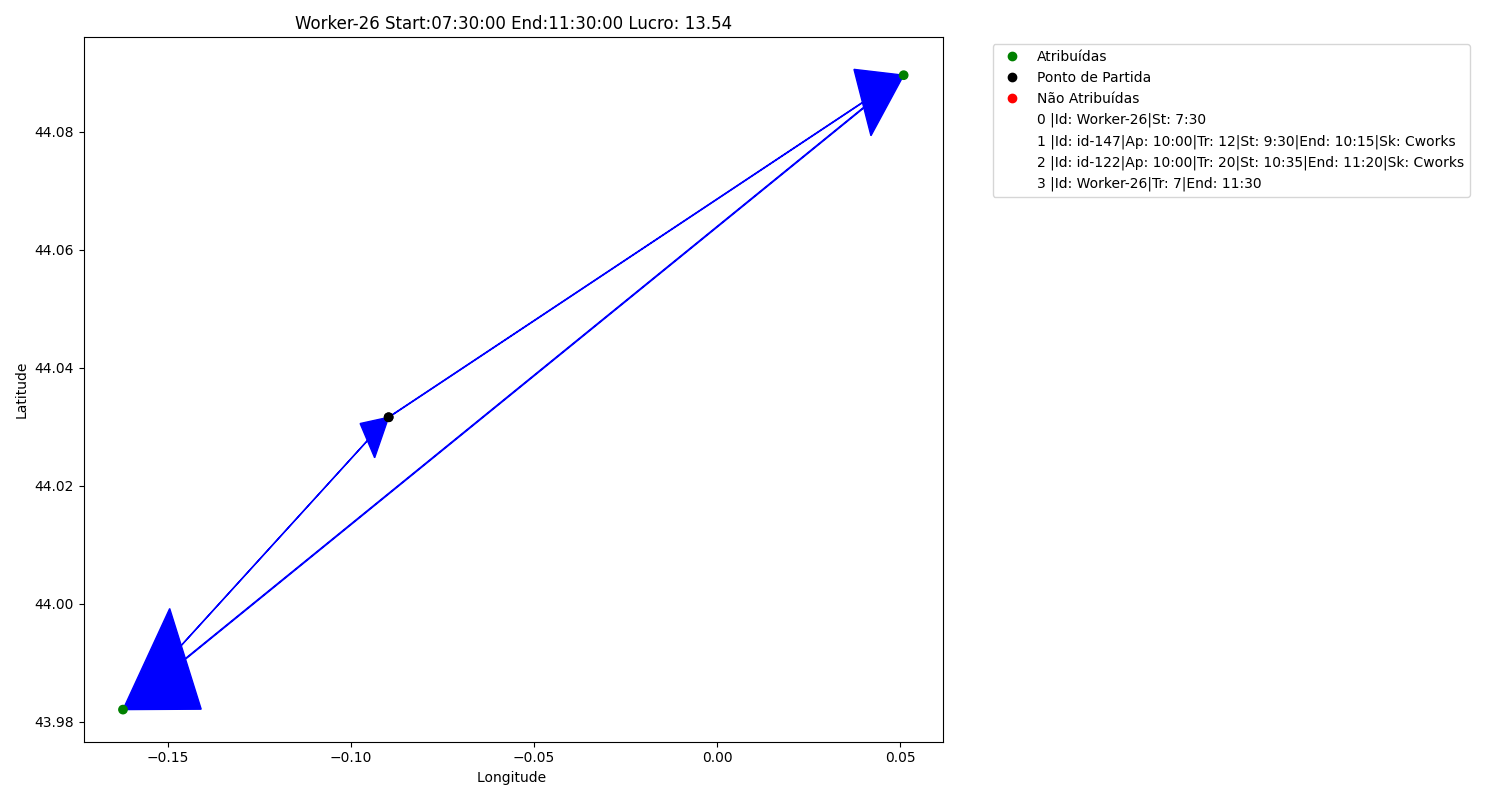 Worker-26 Start:07:30:00 End:11:30:00 Lucro: 13.54
Atribuídas
Ponto de Partida
Não Atribuídas
0 |Id: Worker-26|St: 7:30
1 |Id: id-147|Ap: 10:00|Tr: 12|St: 9:30|End: 10:15|Sk: Cworks
2 |Id: id-122|Ap: 10:00|Tr: 20|St: 10:35|End: 11:20|Sk: Cworks
3 |Id: Worker-26|Tr: 7|End: 11:30
44.08
44.06
44.04
44.02
44.00
43.98
Latitude
−0.15
−0.10
−0.05
0.00
0.05
Longitude